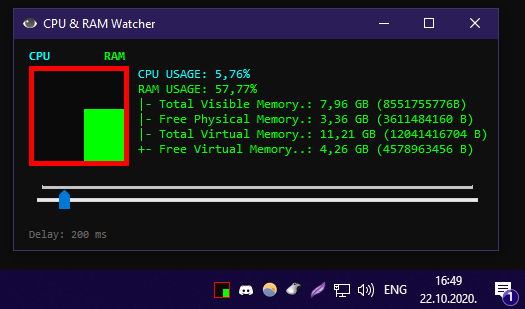 CPU & RAM Watcher
CPU RAM
CPU USAGE: 5,76%
RAM USAGE: 57,77%
|- Total Visible Memory.: 7,96 GB (8551755776B)
|- Free Physical Memory.: 3,36 GB (3611484160 B)
|- Total Virtual Memory.: 11,21 GB (12041416704 B)
+- Free Virtual Memory..: 4,26 GB (4578963456 B)
Delay: 200 ms
ENG
16:49
22.10.2020.
1